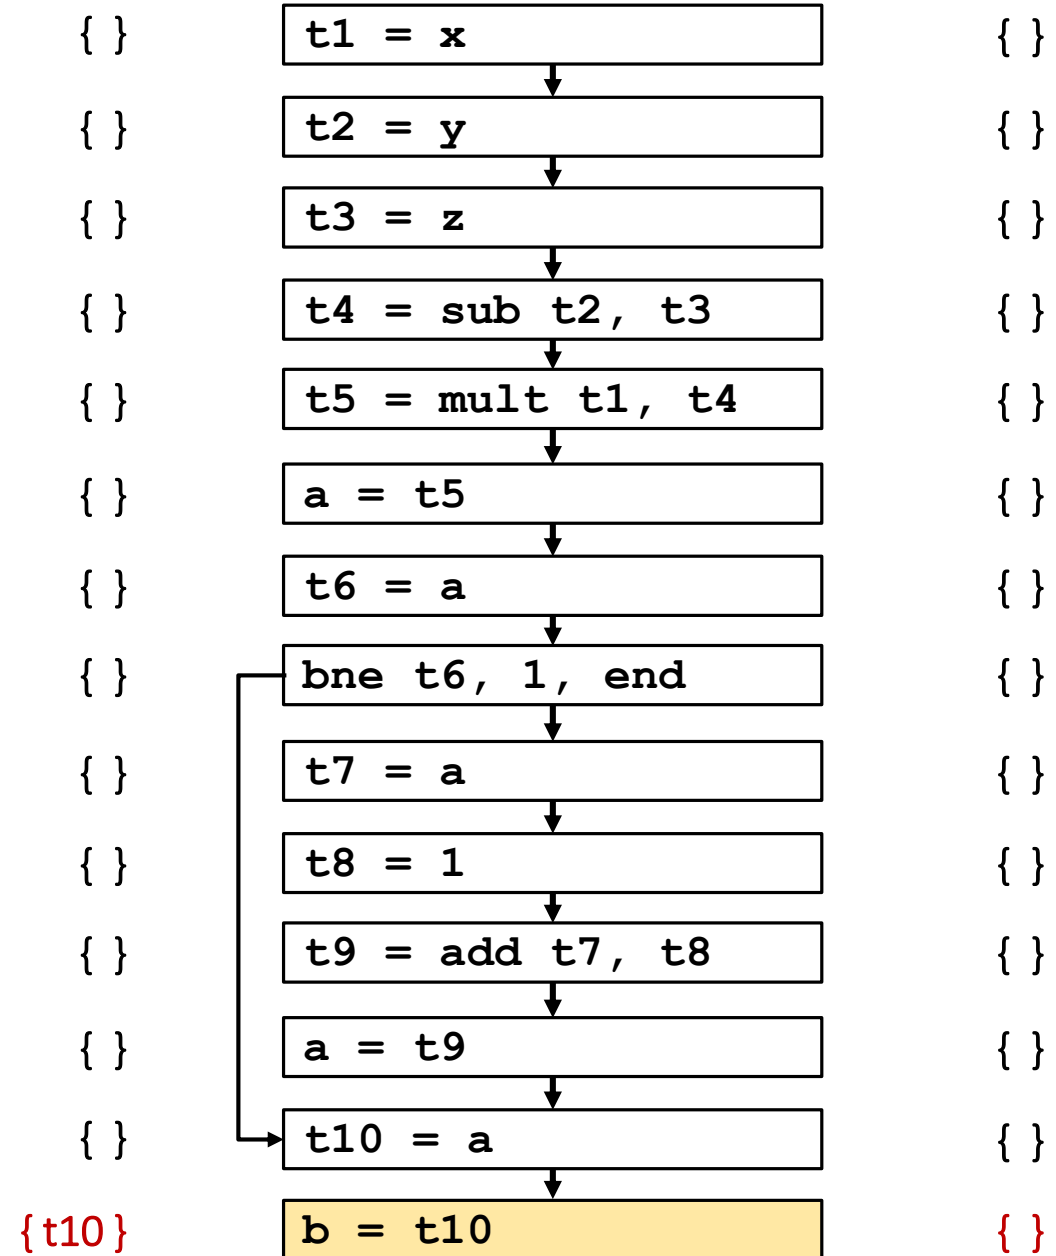 { } t1 = x { }
{ } t2 = y { }
{ } t3 = z { }
{ } t4 = sub t2, t3 { }
{ } t5 = mult t1, t4 { }
{ } a = t5 { }
{ } t6 = a { }
{ } bne t6, 1, end { }
{ } t7 = a { }
{ } t8 = 1 { }
{ } t9 = add t7, t8 { }
{ } a = t9 { }
{ } t10 = a { }
{t10} b = t10 { }